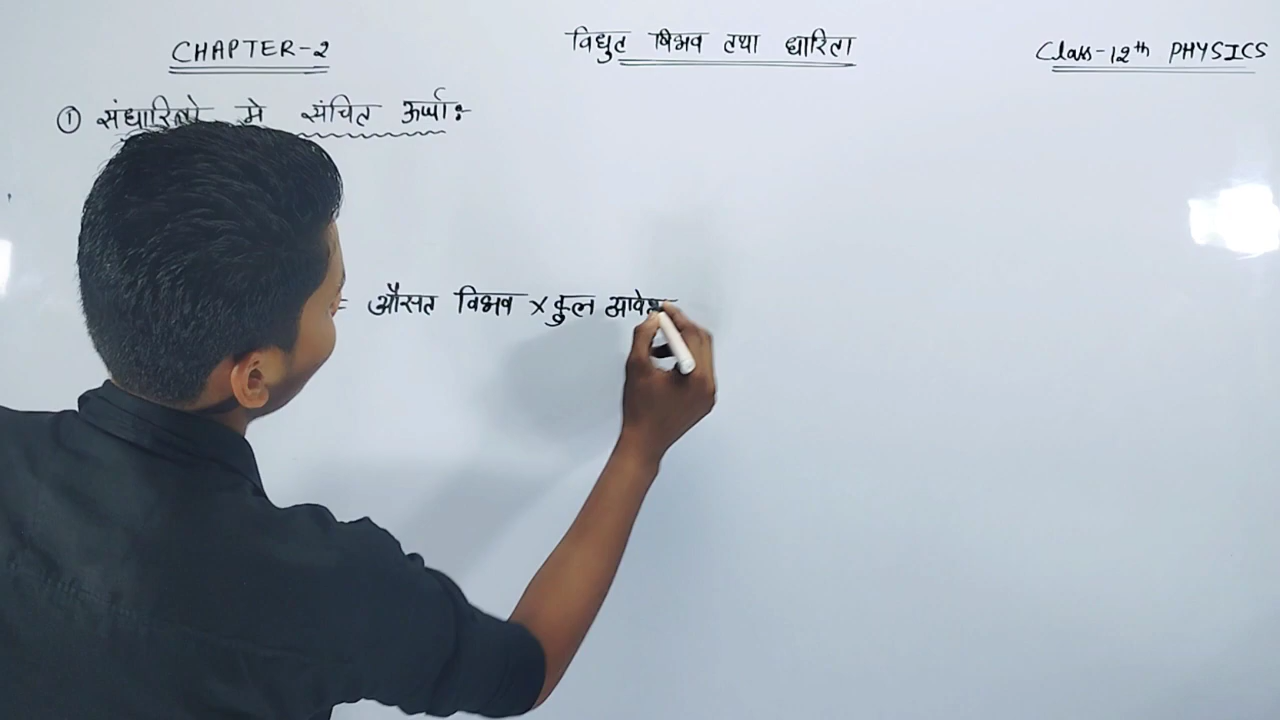 CHAPTER-2
विधुत विभव तथा धारिता
Class-12th PHYSICS
① संधारित्रो मे संचित ऊर्जा:
= औसत विभव × कुल आवेश